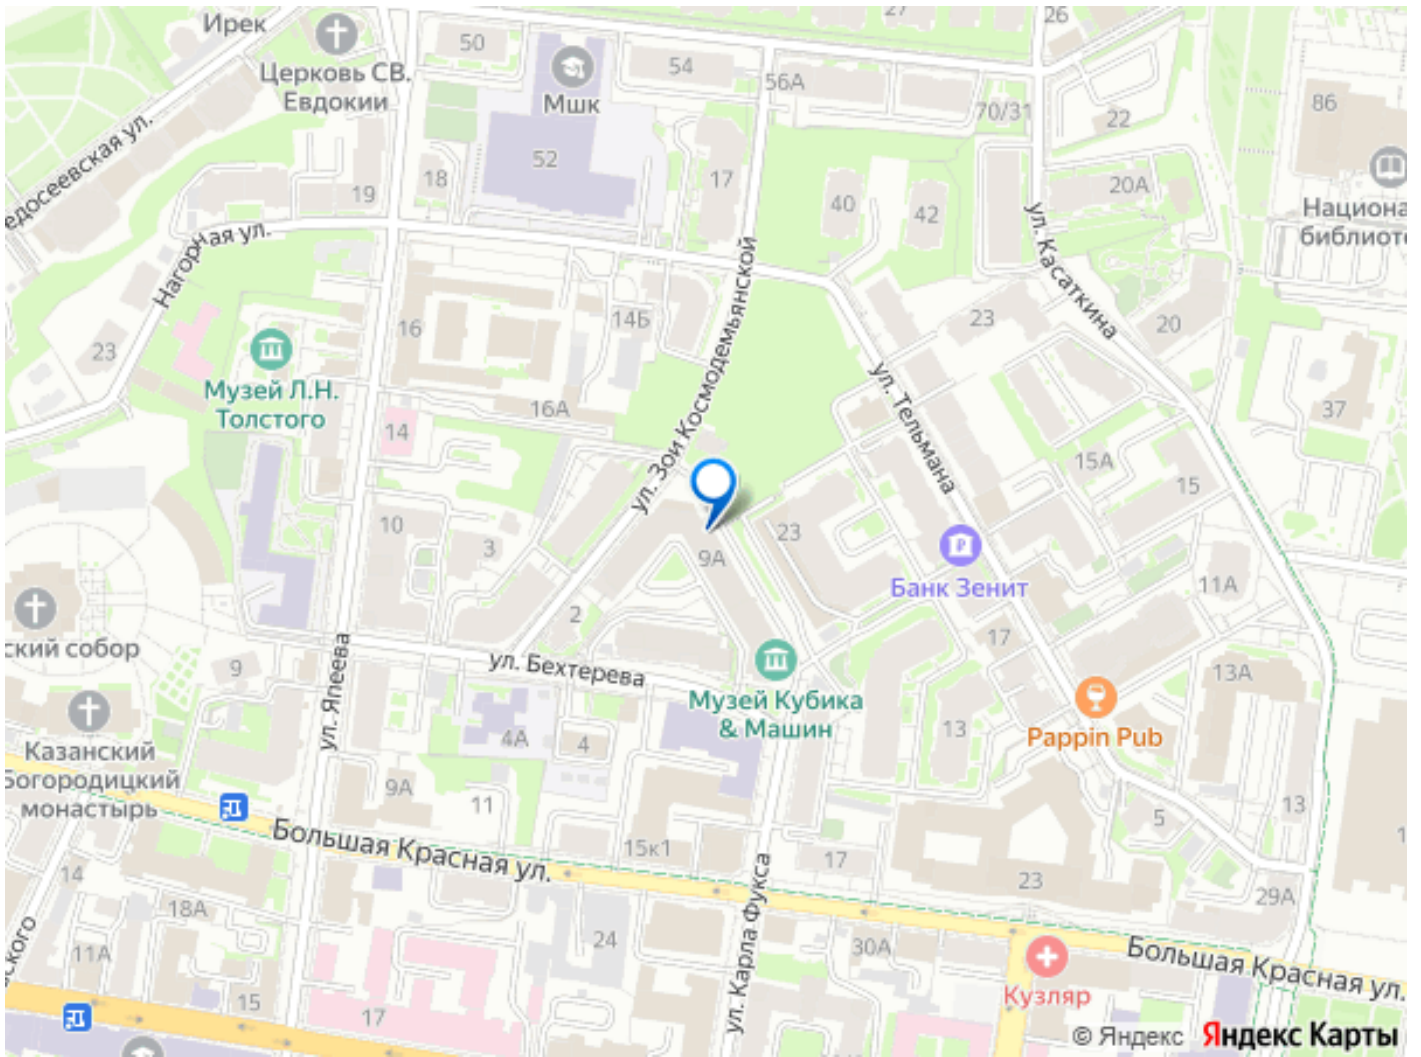 Ирек
27
26
50
Церковь СВ.
Евдокии
Мшк
54
56А
70/31
22
86
52
18
19
17
40
42
20А
Национа
библиот
едосеевская ул.
Нагорная ул.
ул. Касаткина
23
16
14Б
23
20
Музей Л.Н.
Толстого
ул. Зои Космодемьянской
ул. Тельмана
16А
37
14
15А
15
10
3
9А
23
Банк Зенит
11А
2
17
ский собор
9
ул. Япеева
ул. Бехтерева
Музей Кубика
& Машин
13А
Pappin Pub
13
4А
4
Казанский
Богородицкий
монастырь
9А
11
13
5
1
Большая Красная ул.
15к1
17
23
29А
14
18А
ского
11А
24
ул. Карла Фукса
30А
Большая Красная ул.
Кузляр
15
17
© Яндекс Яндекс Карты